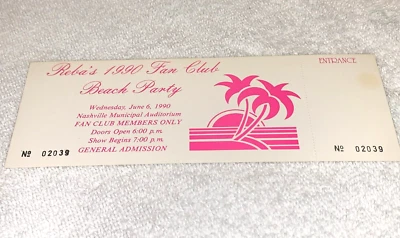 Reba's 1990 Fan Club
Beach Party
Wednesday, June 6, 1990
Nashville Municipal Auditorium
FAN CLUB MEMBERS ONLY
Doors Open 6:00 p.m.
Show Begins 7:00 p.m.
GENERAL ADMISSION
Nº 02039
ENTRANCE
Nº 02039